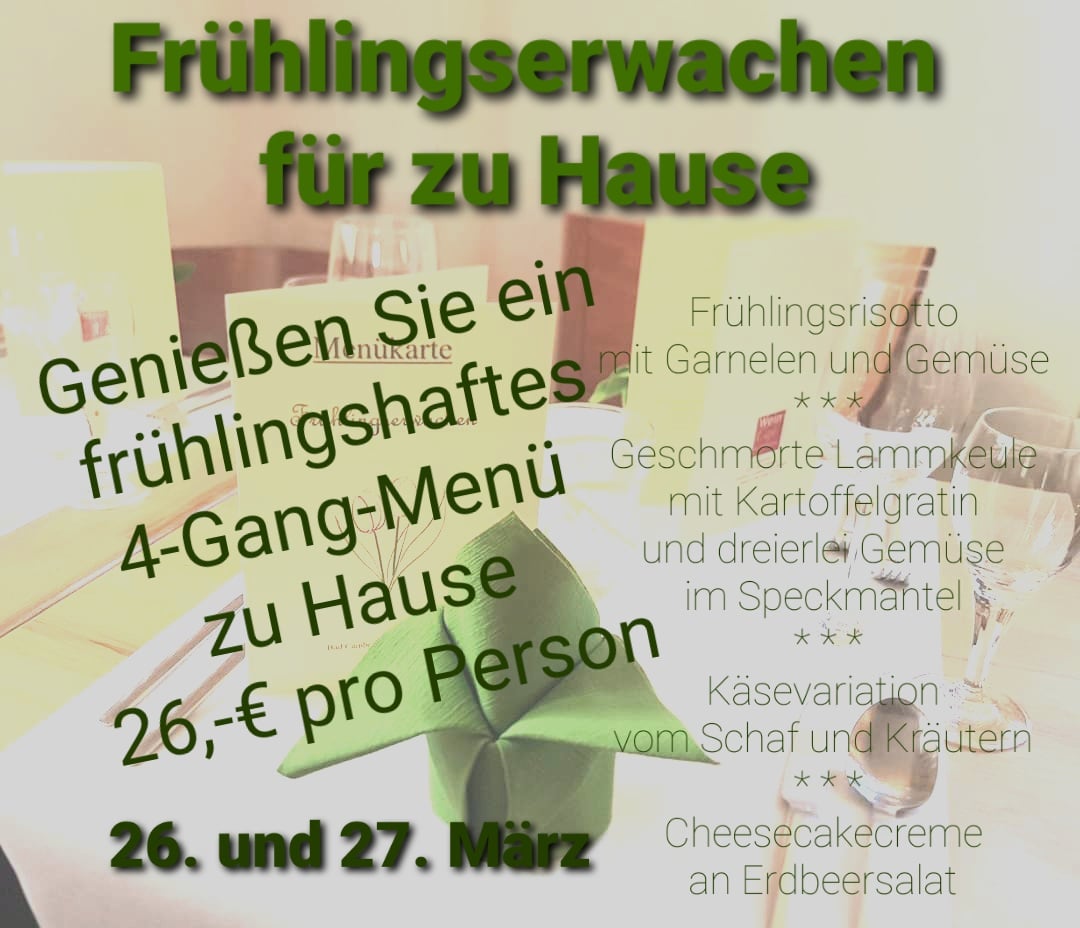 Frühlingserwachen
für zu Hause
Genießen Sie ein
frühlingshaftes
4-Gang-Menü
zu Hause
26,-€ pro Person
26. und 27. März
Menükarte
Frühlingserwachen
Frühlingsrisotto
mit Garnelen und Gemüse
* * *
Geschmorte Lammkeule
mit Kartoffelgratin
und dreierlei Gemüse
im Speckmantel
* * *
Käsevariation
vom Schaf und Kräutern
* * *
Cheesecakecreme
an Erdbeersalat